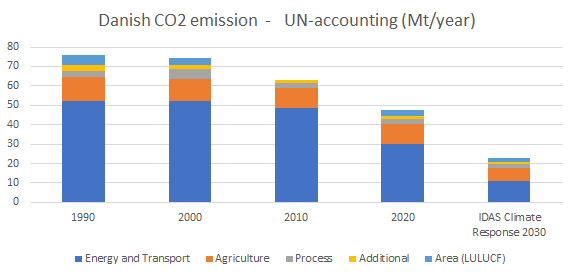 Danish CO2 emission - UN-accounting (Mt/year)
80
70
60
50
40
30
20
10
0
1990 2000 2010 2020 IDAS Climate
Response 2030
Energy and Transport Agriculture Process Additional Area (LULUCF)